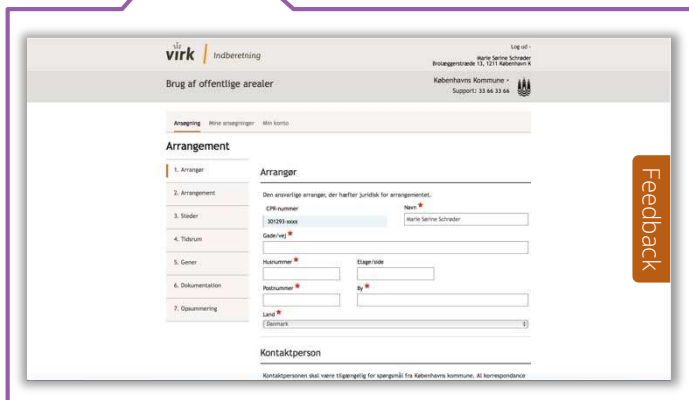 virk Indberetning
Log ud -
Marie Sørine Schrader
Brolæggerstræde 13, 1211 København K
Brug af offentlige arealer
Københavns Kommune -
Support: 33 66 33 66
Ansøgning Mine ansøgninger Min konto
Arrangement
1. Arrangør
2. Arrangement
3. Steder
4. Tidsrum
5. Gener
6. Dokumentation
7. Opsummering
Arrangør
Den ansvarlige arrangør, der hæfter juridisk for arrangementet.
CPR-nummer
Navn *
301293-xxxx
Marie Sørine Schrader
Gade/vej *
Husnummer *
Etage/side
Postnummer *
By *
Land *
Danmark
Kontaktperson
Kontaktpersonen skal være tilgængelig for spørgsmål fra Københavns kommune. Al korrespondance
Feedback